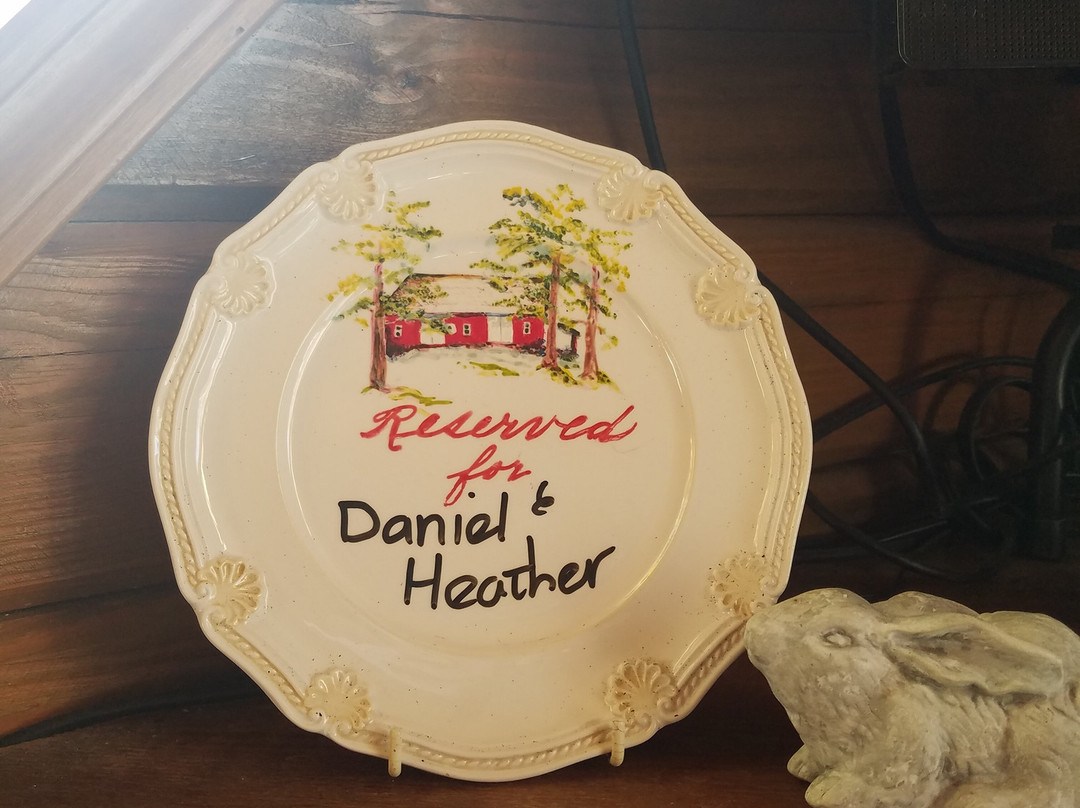 Reserved
for
Daniel &
Heather